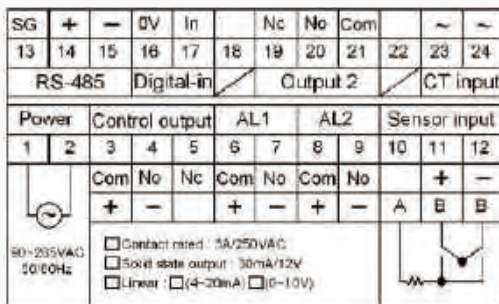 SG + − 0V In Nc No Com ~ ~
13 14 15 16 17 18 19 20 21 22 23 24
RS-485 Digital-in Output 2 CT input
Power Control output AL1 AL2 Sensor input
1 2 3 4 5 6 7 8 9 10 11 12
Com No Nc Com No Com No + −
+ − + − + − A B B
90~265VAC
50/60Hz
□Contact rated : 5A/250VAC
□Solid state output : 30mA/12V
□Linear : □(4~20mA) □(0~10V)